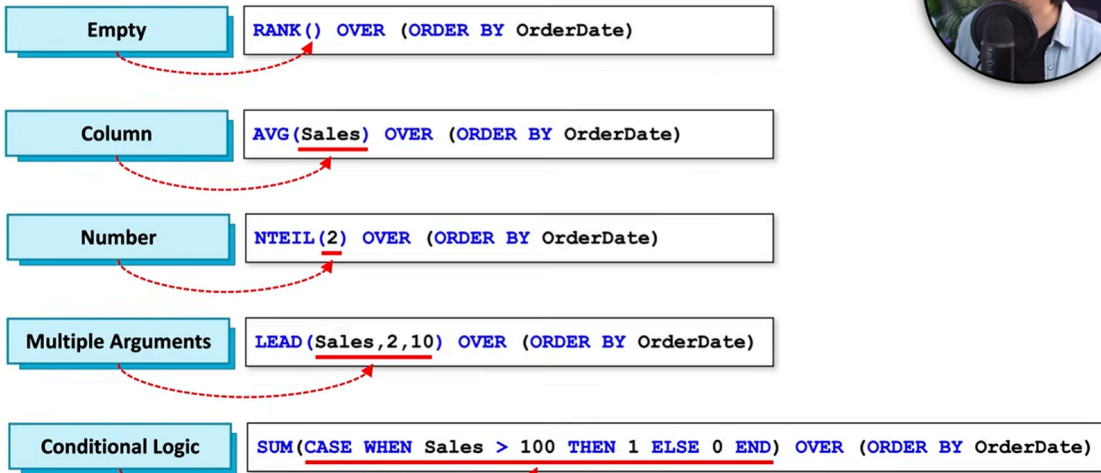 Empty
RANK() OVER (ORDER BY OrderDate)
Column
AVG(Sales) OVER (ORDER BY OrderDate)
Number
NTEIL(2) OVER (ORDER BY OrderDate)
Multiple Arguments
LEAD(Sales,2,10) OVER (ORDER BY OrderDate)
Conditional Logic
SUM(CASE WHEN Sales > 100 THEN 1 ELSE 0 END) OVER (ORDER BY OrderDate)